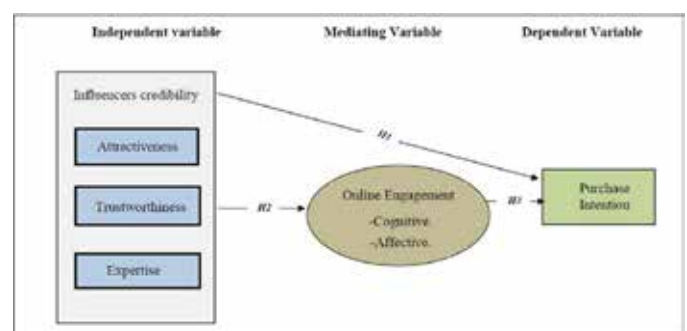 Independent variable
Mediating Variable
Dependent Variable
Influencers credibility
Attractiveness
Trustworthiness
Expertise
H1
H2
Online Engagement
-Cognitive.
-Affective.
H3
Purchase
Intention